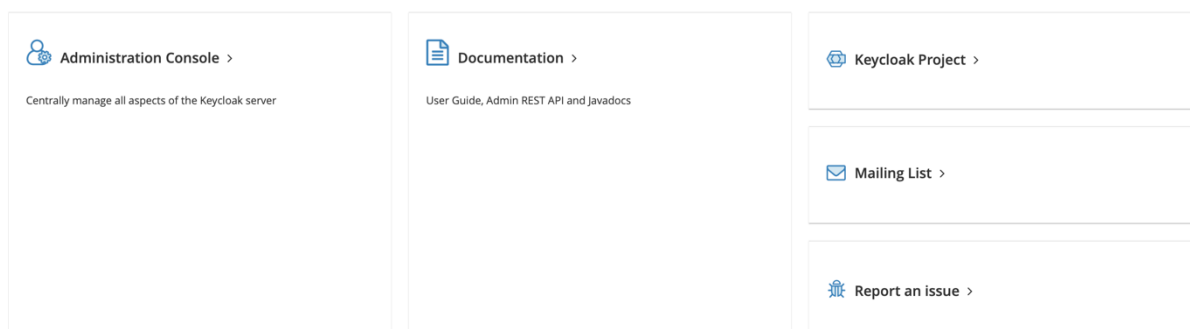 Administration Console >
Centrally manage all aspects of the Keycloak server
Documentation >
User Guide, Admin REST API and Javadocs
Keycloak Project >
Mailing List >
Report an issue >